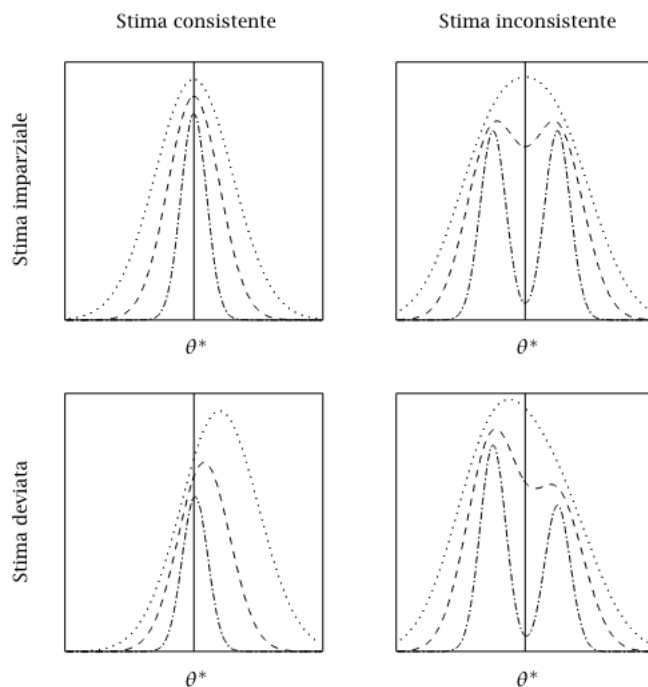 Stima consistente
Stima inconsistente
Stima imparziale
θ*
θ*
Stima deviata
θ*
θ*